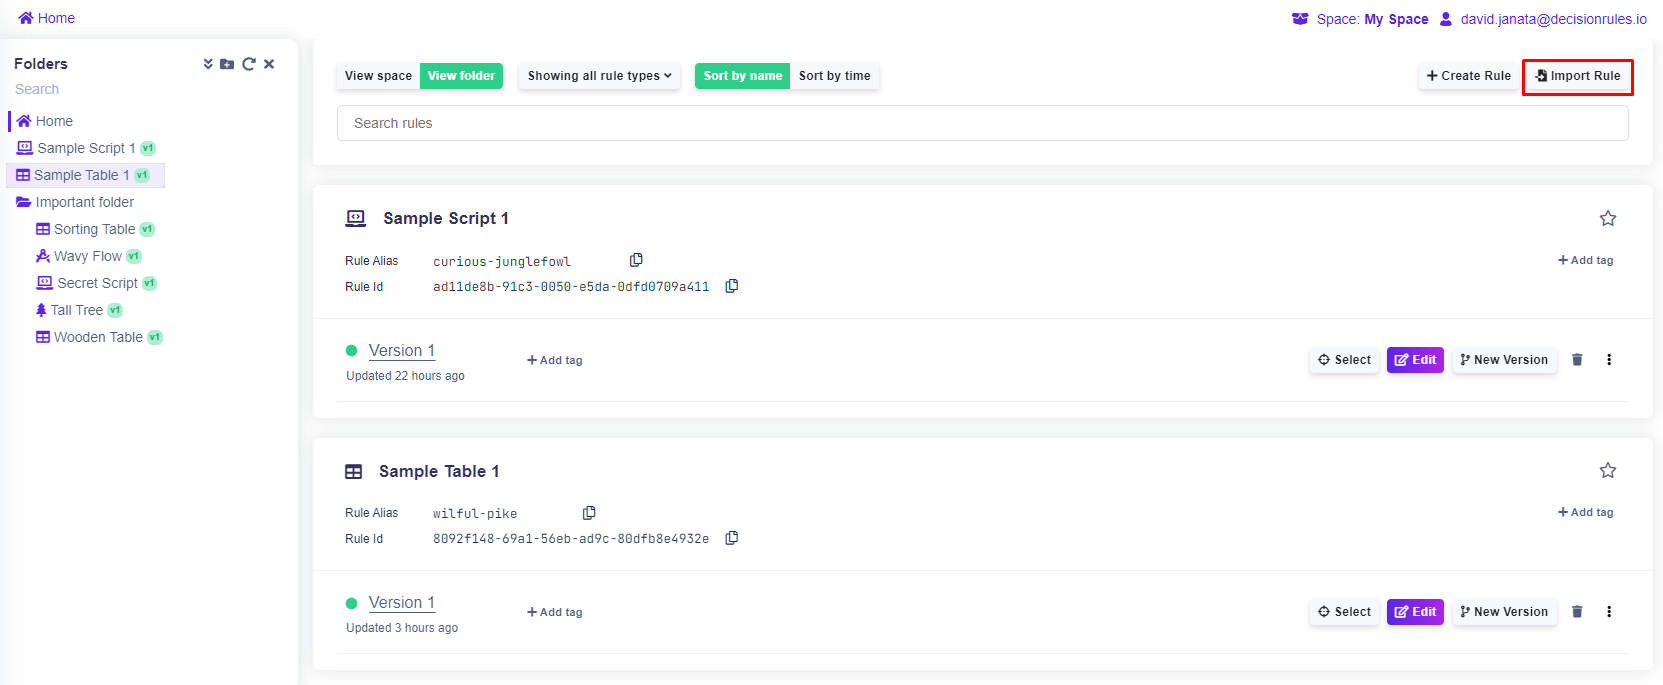 Home
Space: My Space
david.janata@decisionrules.io
Folders
Search
Home
Sample Script 1 v1
Sample Table 1 v1
Important folder
Sorting Table v1
Wavy Flow v1
Secret Script v1
Tall Tree v1
Wooden Table v1
View space View folder Showing all rule types Sort by name Sort by time Create Rule Import Rule
Search rules
Sample Script 1
Rule Alias curious-junglefowl Add tag
Rule Id ad11de8b-91c3-0050-e5da-0dfd0709a411
Version 1 Add tag Select Edit New Version
Updated 22 hours ago
Sample Table 1
Rule Alias wilful-pike Add tag
Rule Id 8092f148-69a1-56eb-ad9c-80dfb8e4932e
Version 1 Add tag Select Edit New Version
Updated 3 hours ago